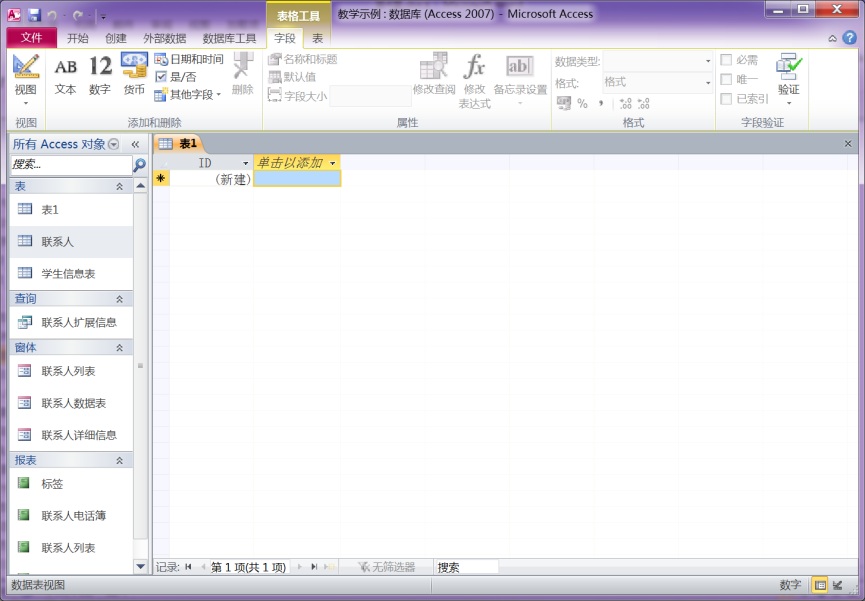 表格工具
教学示例 : 数据库 (Access 2007) - Microsoft Access
文件 开始 创建 外部数据 数据库工具 字段 表
视图
AB 文本
12 数字
货币
日期和时间
是/否
其他字段
删除
名称和标题
默认值
字段大小
修改查阅
fx 修改表达式
ab 备忘录设置
数据类型:
格式: 格式
% , .00 .00
必需
唯一
已索引
验证
视图 添加和删除 属性 格式 字段验证
所有 Access 对象 «
搜索...
表
表1
联系人
学生信息表
查询
联系人扩展信息
窗体
联系人列表
联系人数据表
联系人详细信息
报表
标签
联系人电话簿
联系人列表
表1
ID 单击以添加
(新建)
记录: 第 1 项(共 1 项) 无筛选器 搜索
数据表视图 数字